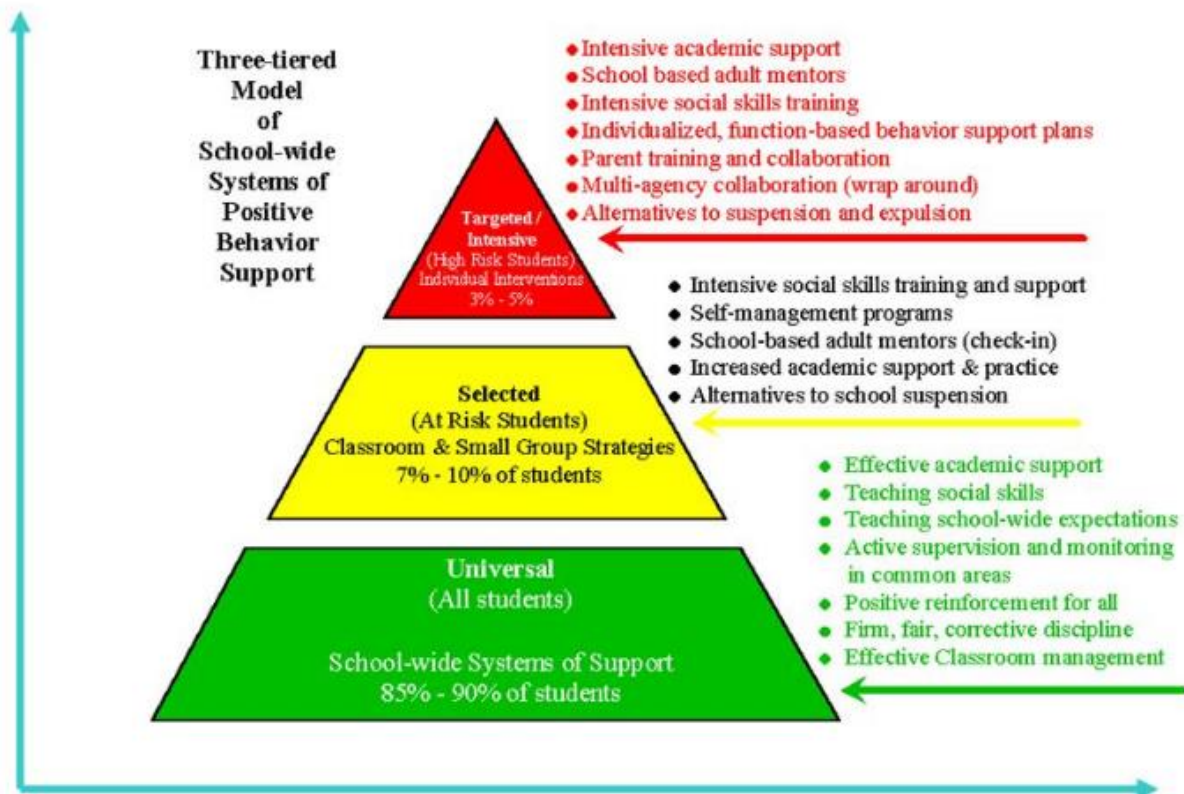 Three-tiered
Model
of
School-wide
Systems of
Positive
Behavior
Support
● Intensive academic support
● School based adult mentors
● Intensive social skills training
● Individualized, function-based behavior support plans
● Parent training and collaboration
● Multi-agency collaboration (wrap around)
● Alternatives to suspension and expulsion
Targeted /
Intensive
(High Risk Students)
Individual Interventions
3% - 5%
● Intensive social skills training and support
● Self-management programs
● School-based adult mentors (check-in)
● Increased academic support & practice
● Alternatives to school suspension
Selected
(At Risk Students)
Classroom & Small Group Strategies
7% - 10% of students
● Effective academic support
● Teaching social skills
● Teaching school-wide expectations
● Active supervision and monitoring
in common areas
● Positive reinforcement for all
● Firm, fair, corrective discipline
● Effective Classroom management
Universal
(All students)
School-wide Systems of Support
85% - 90% of students